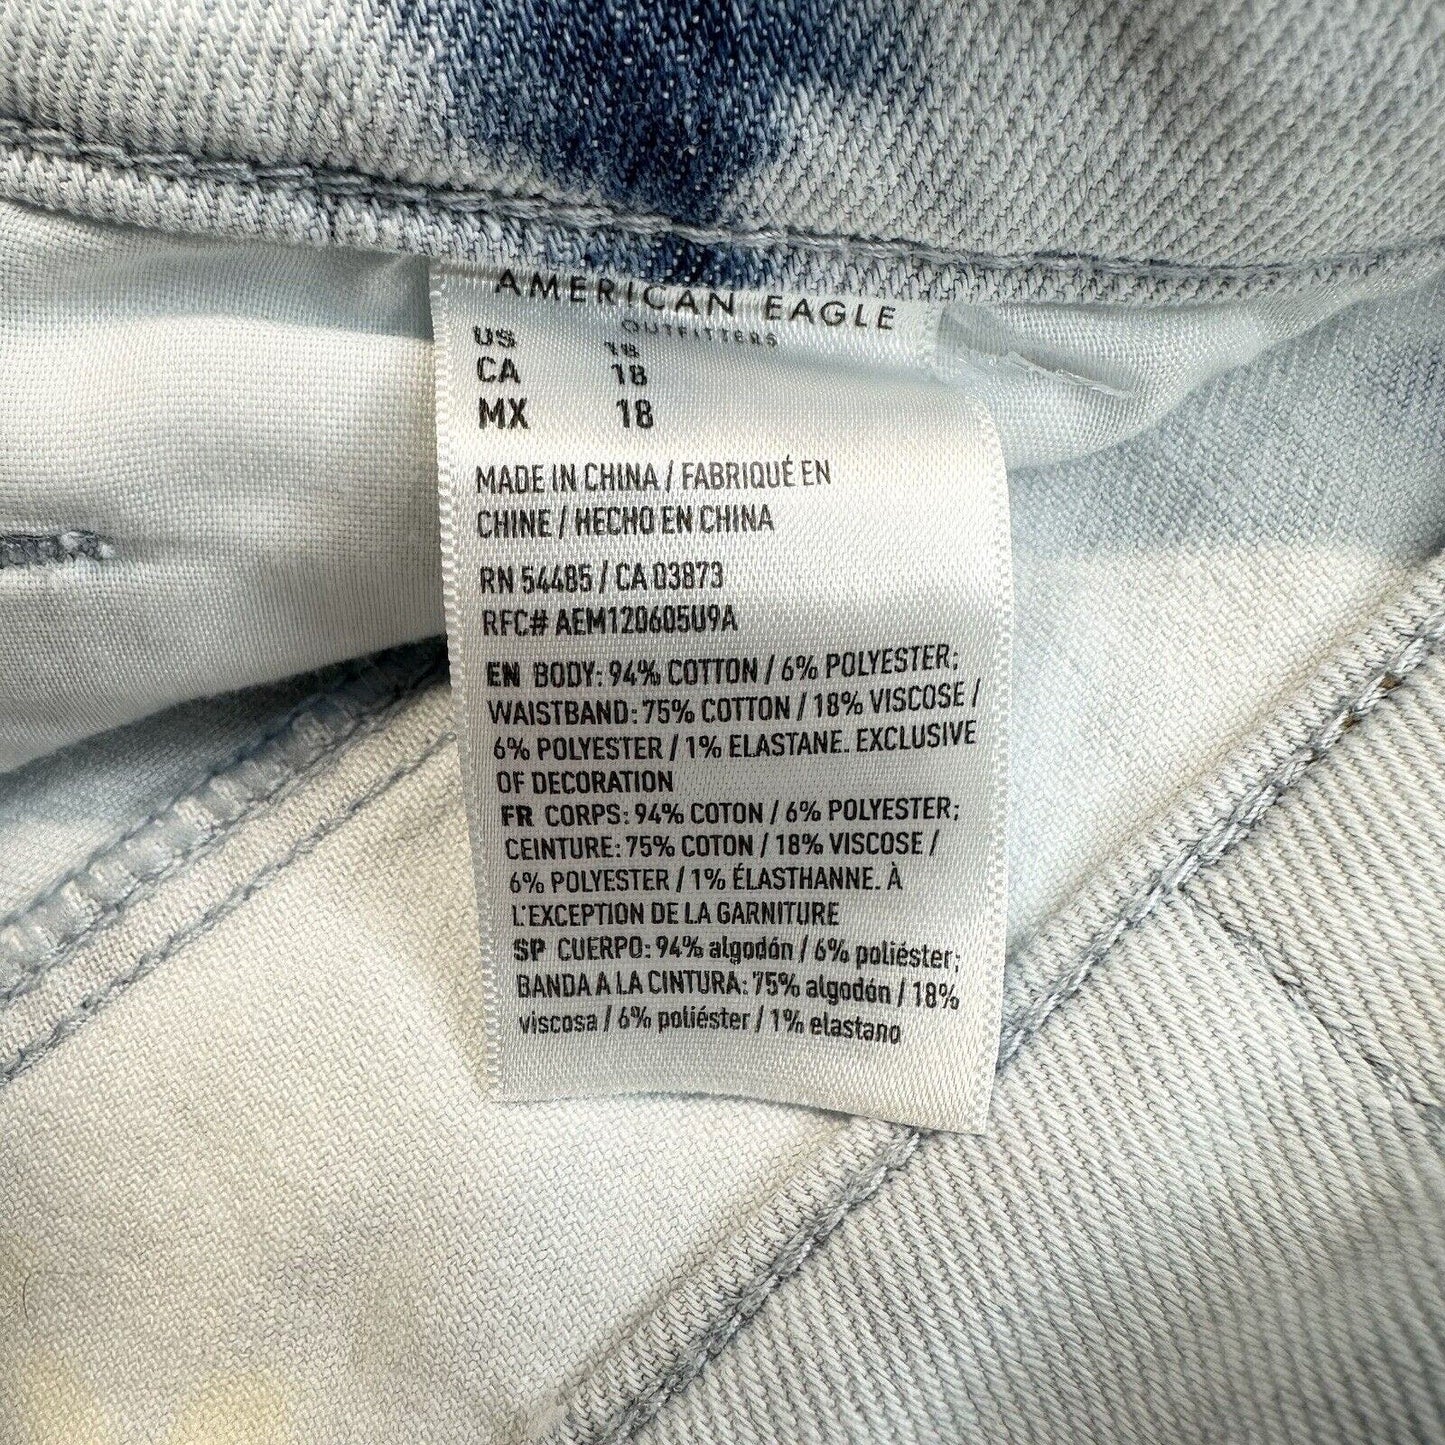 AMERICAN EAGLE
OUTFITTERS
US 18
CA 18
MX 18
MADE IN CHINA / FABRIQUÉ EN
CHINE / HECHO EN CHINA
RN 54485 / CA 03873
RFC# AEM120605U9A
EN BODY: 94% COTTON / 6% POLYESTER;
WAISTBAND: 75% COTTON / 18% VISCOSE /
6% POLYESTER / 1% ELASTANE. EXCLUSIVE
OF DECORATION
FR CORPS: 94% COTON / 6% POLYESTER;
CEINTURE: 75% COTON / 18% VISCOSE /
6% POLYESTER / 1% ÉLASTHANNE. À
L'EXCEPTION DE LA GARNITURE
SP CUERPO: 94% algodón / 6% poliéster;
BANDA A LA CINTURA: 75% algodón / 18%
viscosa / 6% poliéster / 1% elastano